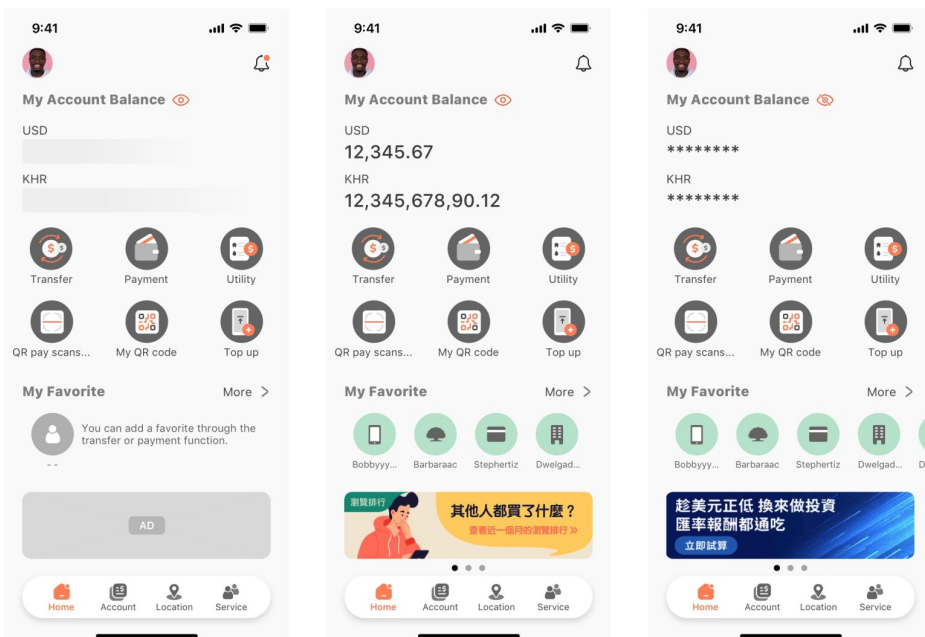 9:41
My Account Balance
USD
KHR
Transfer
Payment
Utility
QR pay scans...
My QR code
Top up
My Favorite
More >
You can add a favorite through the
transfer or payment function.
--
AD
Home
Account
Location
Service
9:41
My Account Balance
USD
12,345.67
KHR
12,345,678,90.12
Transfer
Payment
Utility
QR pay scans...
My QR code
Top up
My Favorite
More >
Bobbyyy...
Barbaraac
Stephertiz
Dwelgad...
瀏覽排行
其他人都買了什麼？
查看近一個月的瀏覽排行 >>
Home
Account
Location
Service
9:41
My Account Balance
USD
********
KHR
********
Transfer
Payment
Utility
QR pay scans...
My QR code
Top up
My Favorite
More >
Bobbyyy...
Barbaraac
Stephertiz
Dwelgad...
D
趁美元正低 換來做投資
匯率報酬都通吃
立即試算
Home
Account
Location
Service